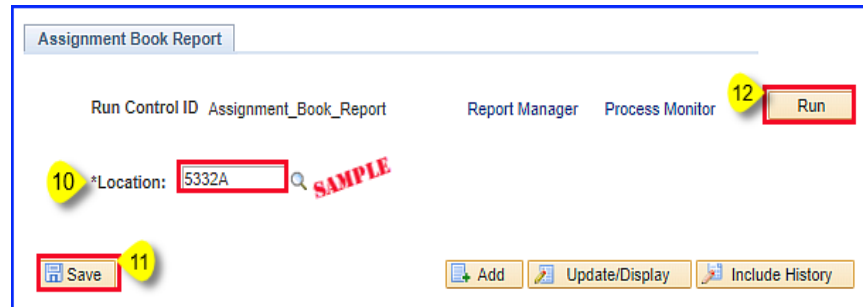 Assignment Book Report
Run Control ID Assignment_Book_Report Report Manager Process Monitor 12 Run
10 *Location: 5332A SAMPLE
Save 11 Add Update/Display Include History